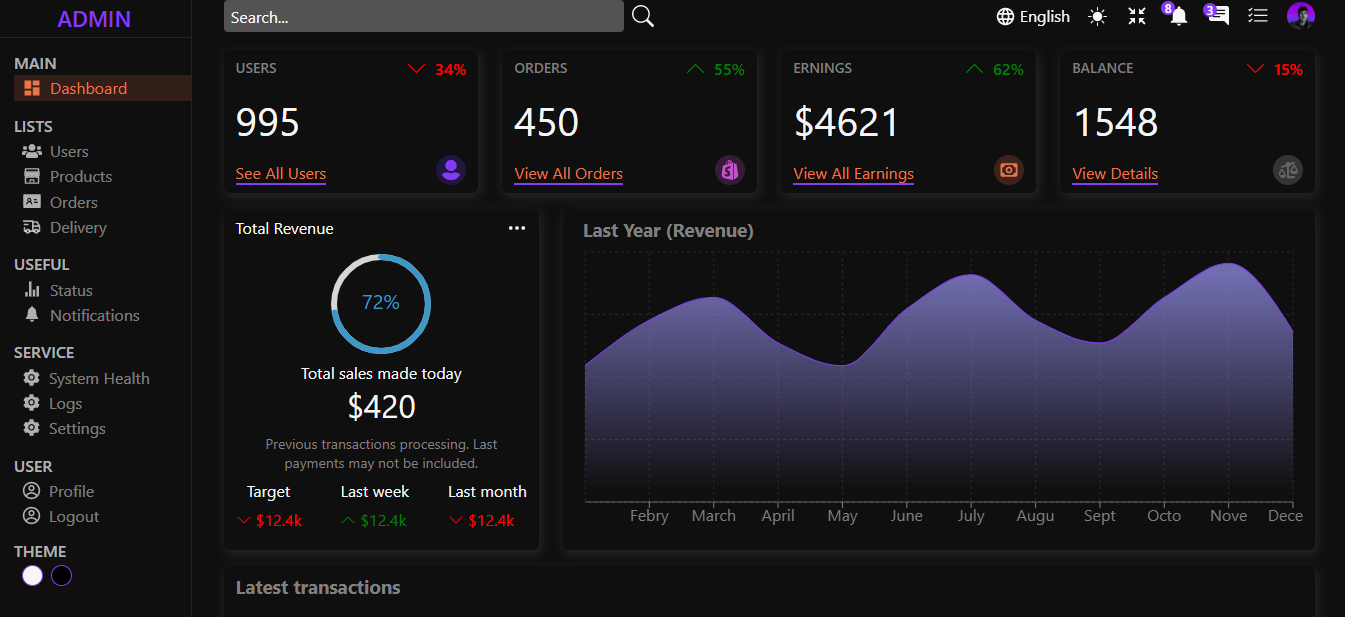 ADMIN
MAIN
Dashboard
LISTS
Users
Products
Orders
Delivery
USEFUL
Status
Notifications
SERVICE
System Health
Logs
Settings
USER
Profile
Logout
THEME
Search...
English
8
3
USERS
34%
995
See All Users
ORDERS
55%
450
View All Orders
ERNINGS
62%
$4621
View All Earnings
BALANCE
15%
1548
View Details
Total Revenue
72%
Total sales made today
$420
Previous transactions processing. Last
payments may not be included.
Target Last week Last month
$12.4k $12.4k $12.4k
Last Year (Revenue)
Febry March April May June July Augu Sept Octo Nove Dece
Latest transactions